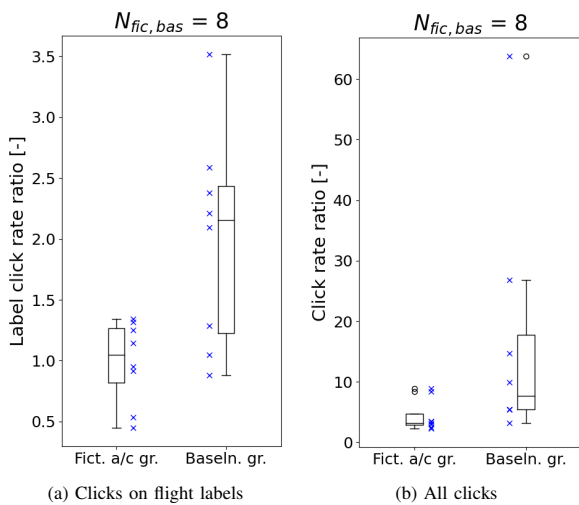 N_fic,bas = 8
Label click rate ratio [-]
3.5
3.0
2.5
2.0
1.5
1.0
0.5
Fict. a/c gr.
Baseln. gr.
(a) Clicks on flight labels
N_fic,bas = 8
Click rate ratio [-]
60
50
40
30
20
10
0
Fict. a/c gr.
Baseln. gr.
(b) All clicks